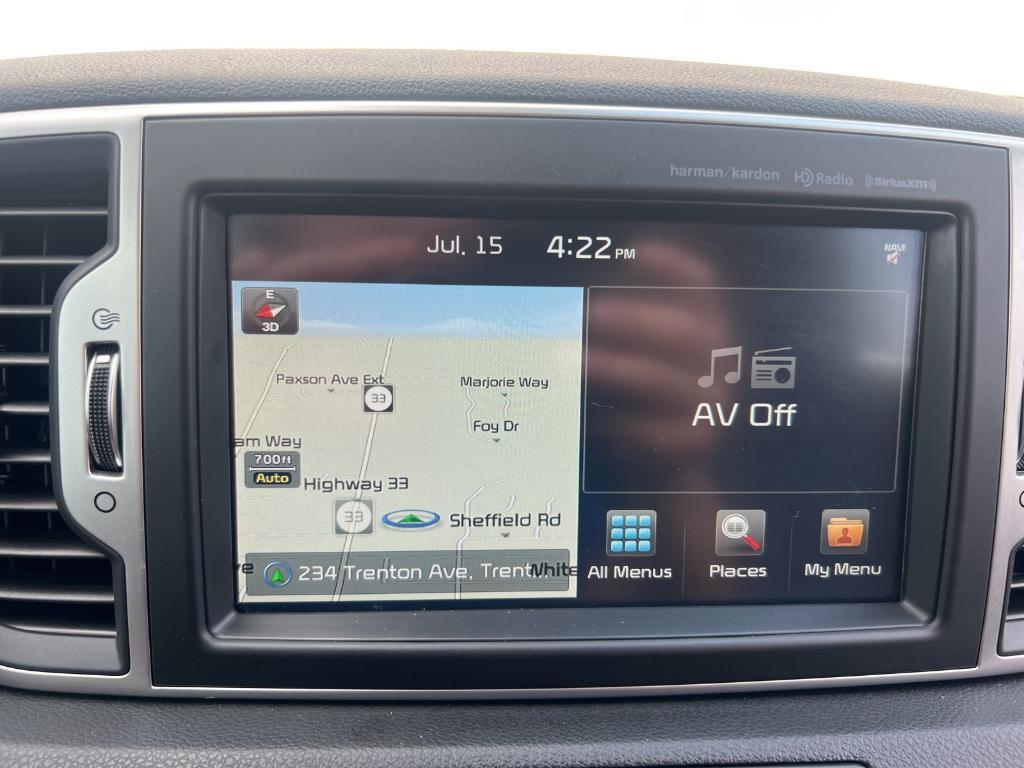 harman/kardon HD Radio ((SiriusXM))
Jul. 15 4:22 PM
NAVI
E
3D
Paxson Ave Ext
33
Marjorie Way
Foy Dr
am Way
700ft
Auto
Highway 33
33
Sheffield Rd
234 Trenton Ave, Trent...
White
AV Off
All Menus
Places
My Menu